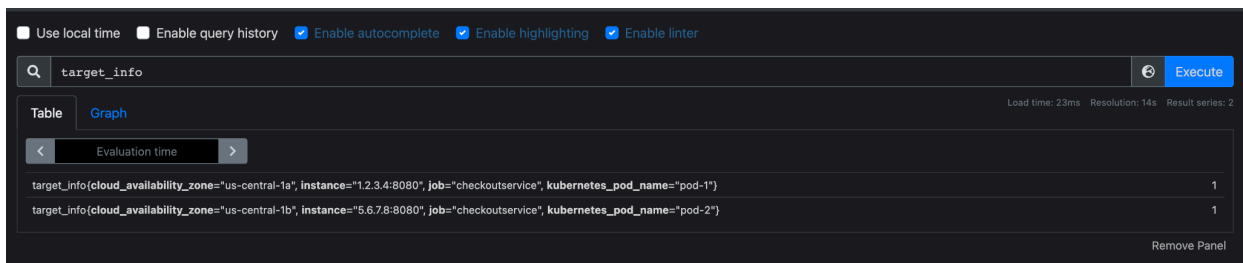 Use local time Enable query history Enable autocomplete Enable highlighting Enable linter
target_info Execute
Table Graph Load time: 23ms Resolution: 14s Result series: 2
< Evaluation time >
target_info{cloud_availability_zone="us-central-1a", instance="1.2.3.4:8080", job="checkoutservice", kubernetes_pod_name="pod-1"} 1
target_info{cloud_availability_zone="us-central-1b", instance="5.6.7.8:8080", job="checkoutservice", kubernetes_pod_name="pod-2"} 1
Remove Panel